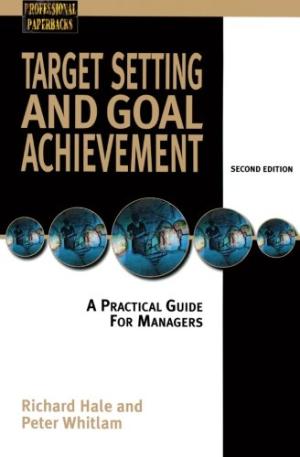 PROFESSIONAL
PAPERBACKS
TARGET SETTING
AND GOAL
ACHIEVEMENT
SECOND EDITION
A PRACTICAL GUIDE
FOR MANAGERS
Richard Hale and
Peter Whitlam